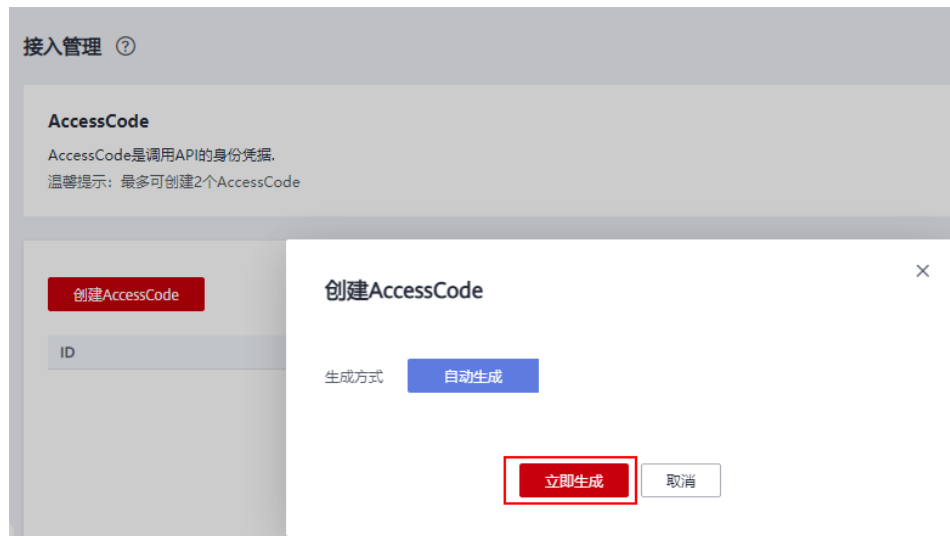 接入管理 ?
AccessCode
AccessCode是调用API的身份凭据.
温馨提示：最多可创建2个AccessCode
创建AccessCode
ID
创建AccessCode
生成方式 自动生成
立即生成 取消